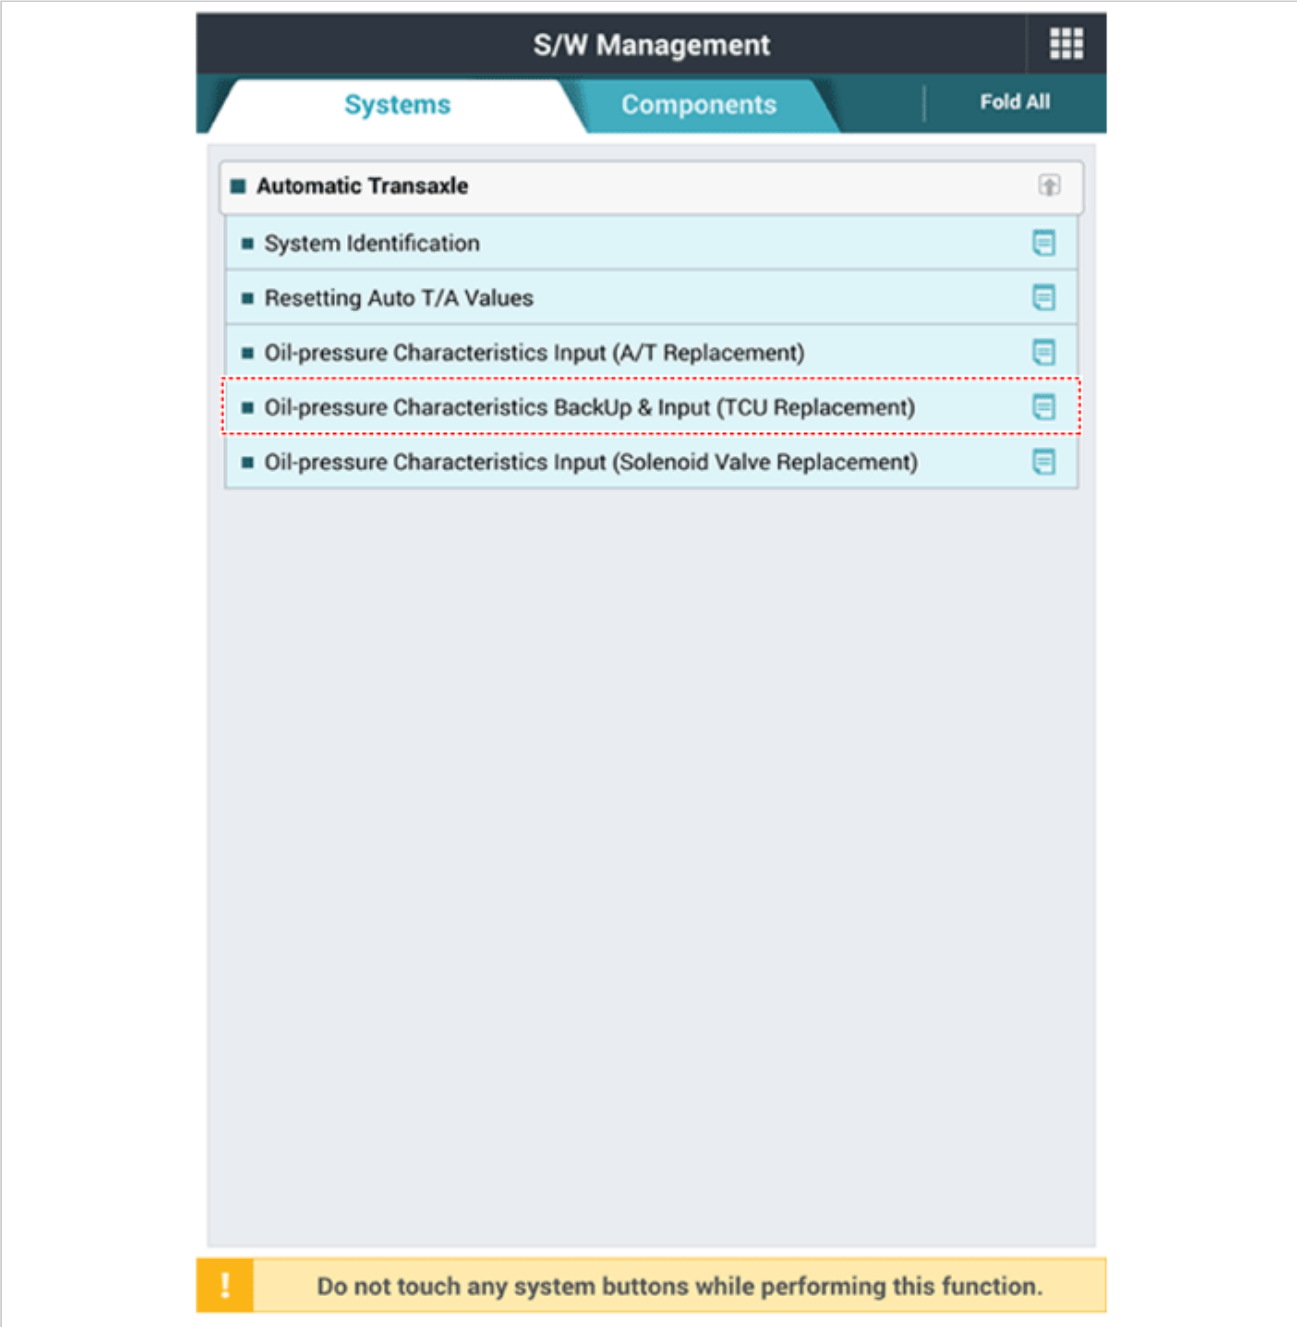 S/W Management
Systems
Components
Fold All
Automatic Transaxle
System Identification
Resetting Auto T/A Values
Oil-pressure Characteristics Input (A/T Replacement)
Oil-pressure Characteristics BackUp & Input (TCU Replacement)
Oil-pressure Characteristics Input (Solenoid Valve Replacement)
! Do not touch any system buttons while performing this function.